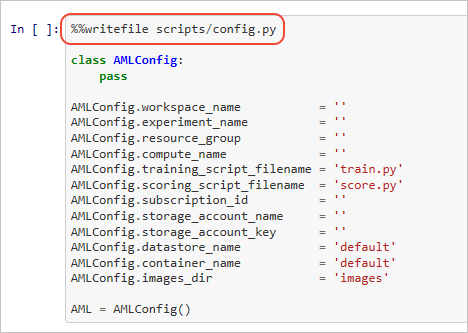 In [ ]: %%writefile scripts/config.py
class AMLConfig:
    pass
AMLConfig.workspace_name            = ''
AMLConfig.experiment_name           = ''
AMLConfig.resource_group            = ''
AMLConfig.compute_name              = ''
AMLConfig.training_script_filename = 'train.py'
AMLConfig.scoring_script_filename  = 'score.py'
AMLConfig.subscription_id           = ''
AMLConfig.storage_account_name      = ''
AMLConfig.storage_account_key       = ''
AMLConfig.datastore_name            = 'default'
AMLConfig.container_name            = 'default'
AMLConfig.images_dir                = 'images'
AML = AMLConfig()